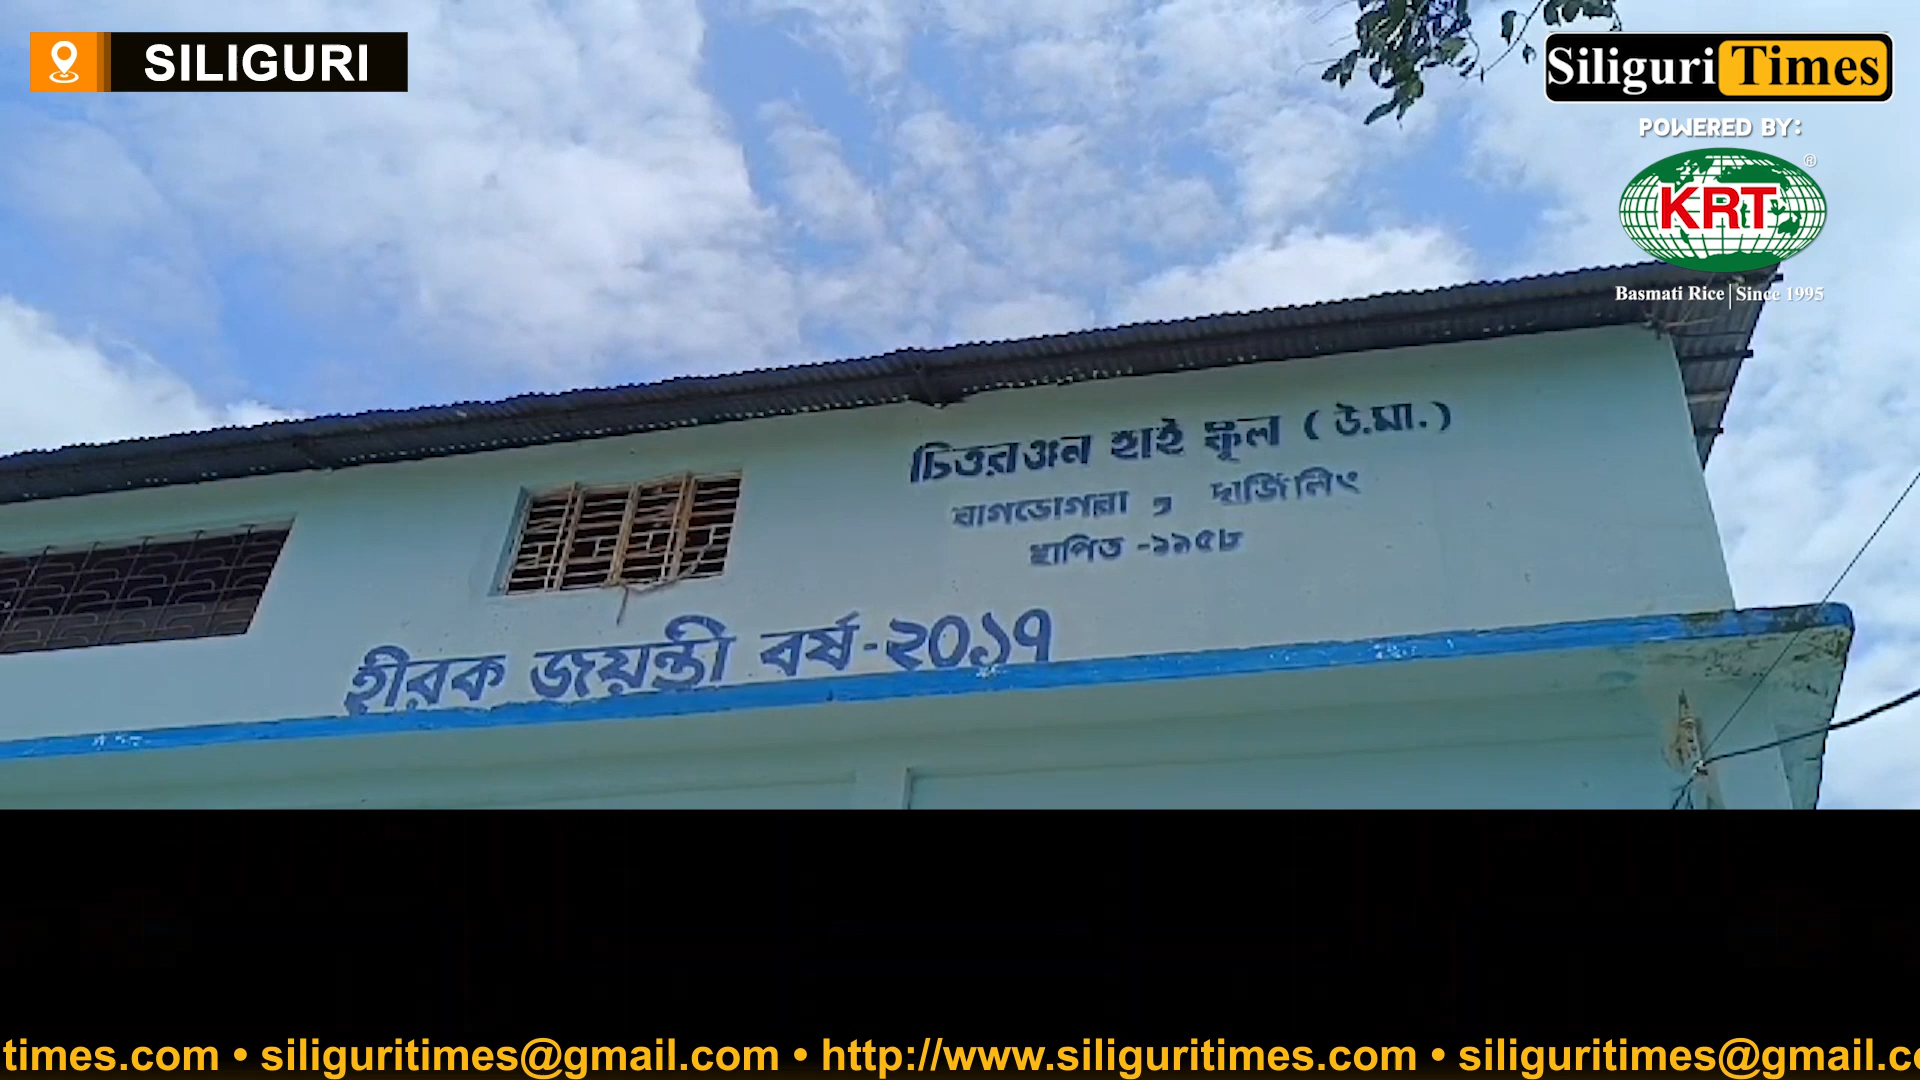 SILIGURI
Siliguri Times
POWERED BY:
KRT
®
Basmati Rice | Since 1995
চিত্তরঞ্জন হাই স্কুল ( উ.মা. )
বাগডোগরা , দার্জিলিং
স্থাপিত -১৯৫৮
হীরক জয়ন্তী বর্ষ-২০১৭
times.com • siliguritimes@gmail.com • http://www.siliguritimes.com • siliguritimes@gmail.co